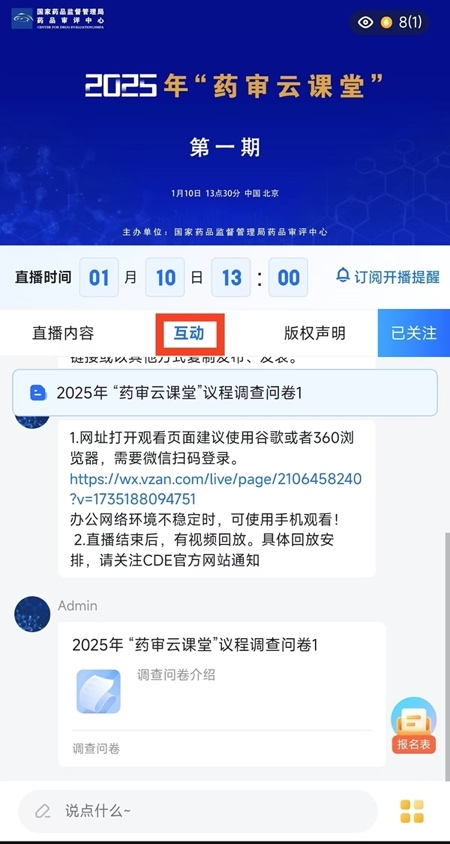 国家药品监督管理局
药品审评中心
CENTER FOR DRUG EVALUATION, NMPA
8(1)
2025年“药审云课堂”
第一期
1月10日 13点30分 中国 北京
主办单位：国家药品监督管理局药品审评中心
直播时间 01 月 10 日 13 : 00 订阅开播提醒
直播内容 互动 版权声明 已关注
链接或以其他方式复制发布、发表。
2025年 “药审云课堂”议程调查问卷1
1.网址打开观看页面建议使用谷歌或者360浏
览器，需要微信扫码登录。
https://wx.vzan.com/live/page/2106458240
?v=1735188094751
办公网络环境不稳定时，可使用手机观看！
2.直播结束后，有视频回放。具体回放安
排，请关注CDE官方网站通知
Admin
2025年 “药审云课堂”议程调查问卷1
调查问卷介绍
调查问卷
报名表
说点什么~